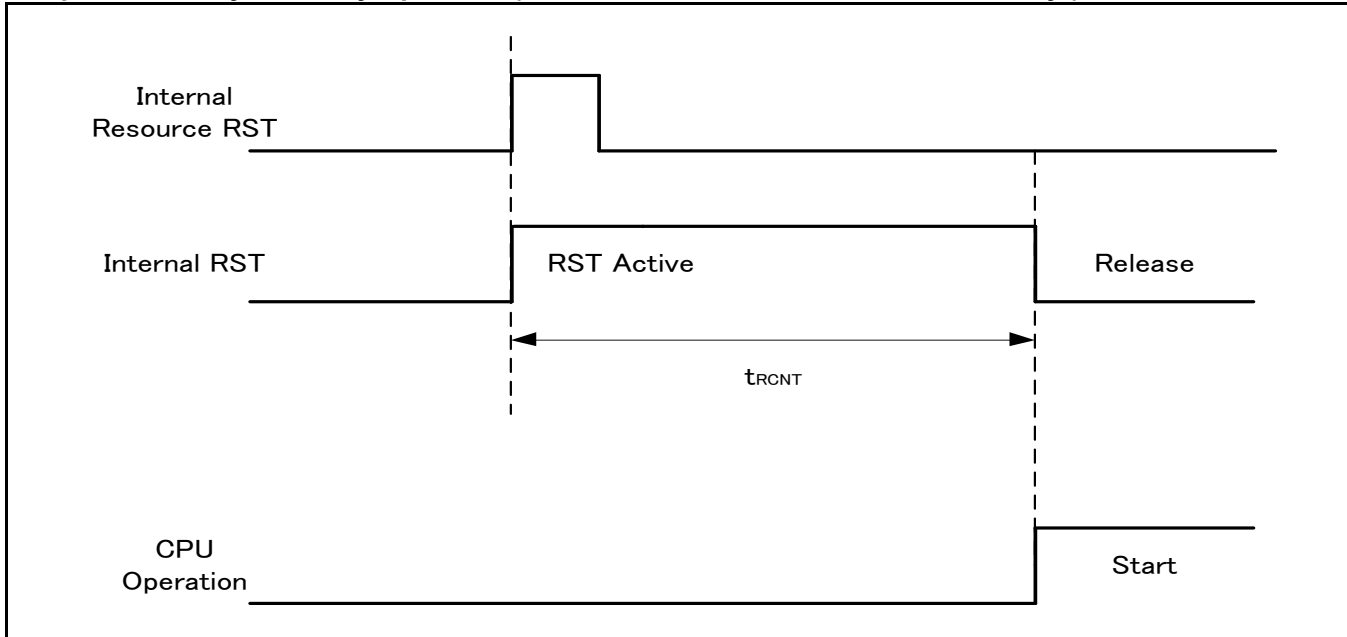 Internal
Resource RST
Internal RST
RST Active
Release
tRCNT
CPU
Operation
Start